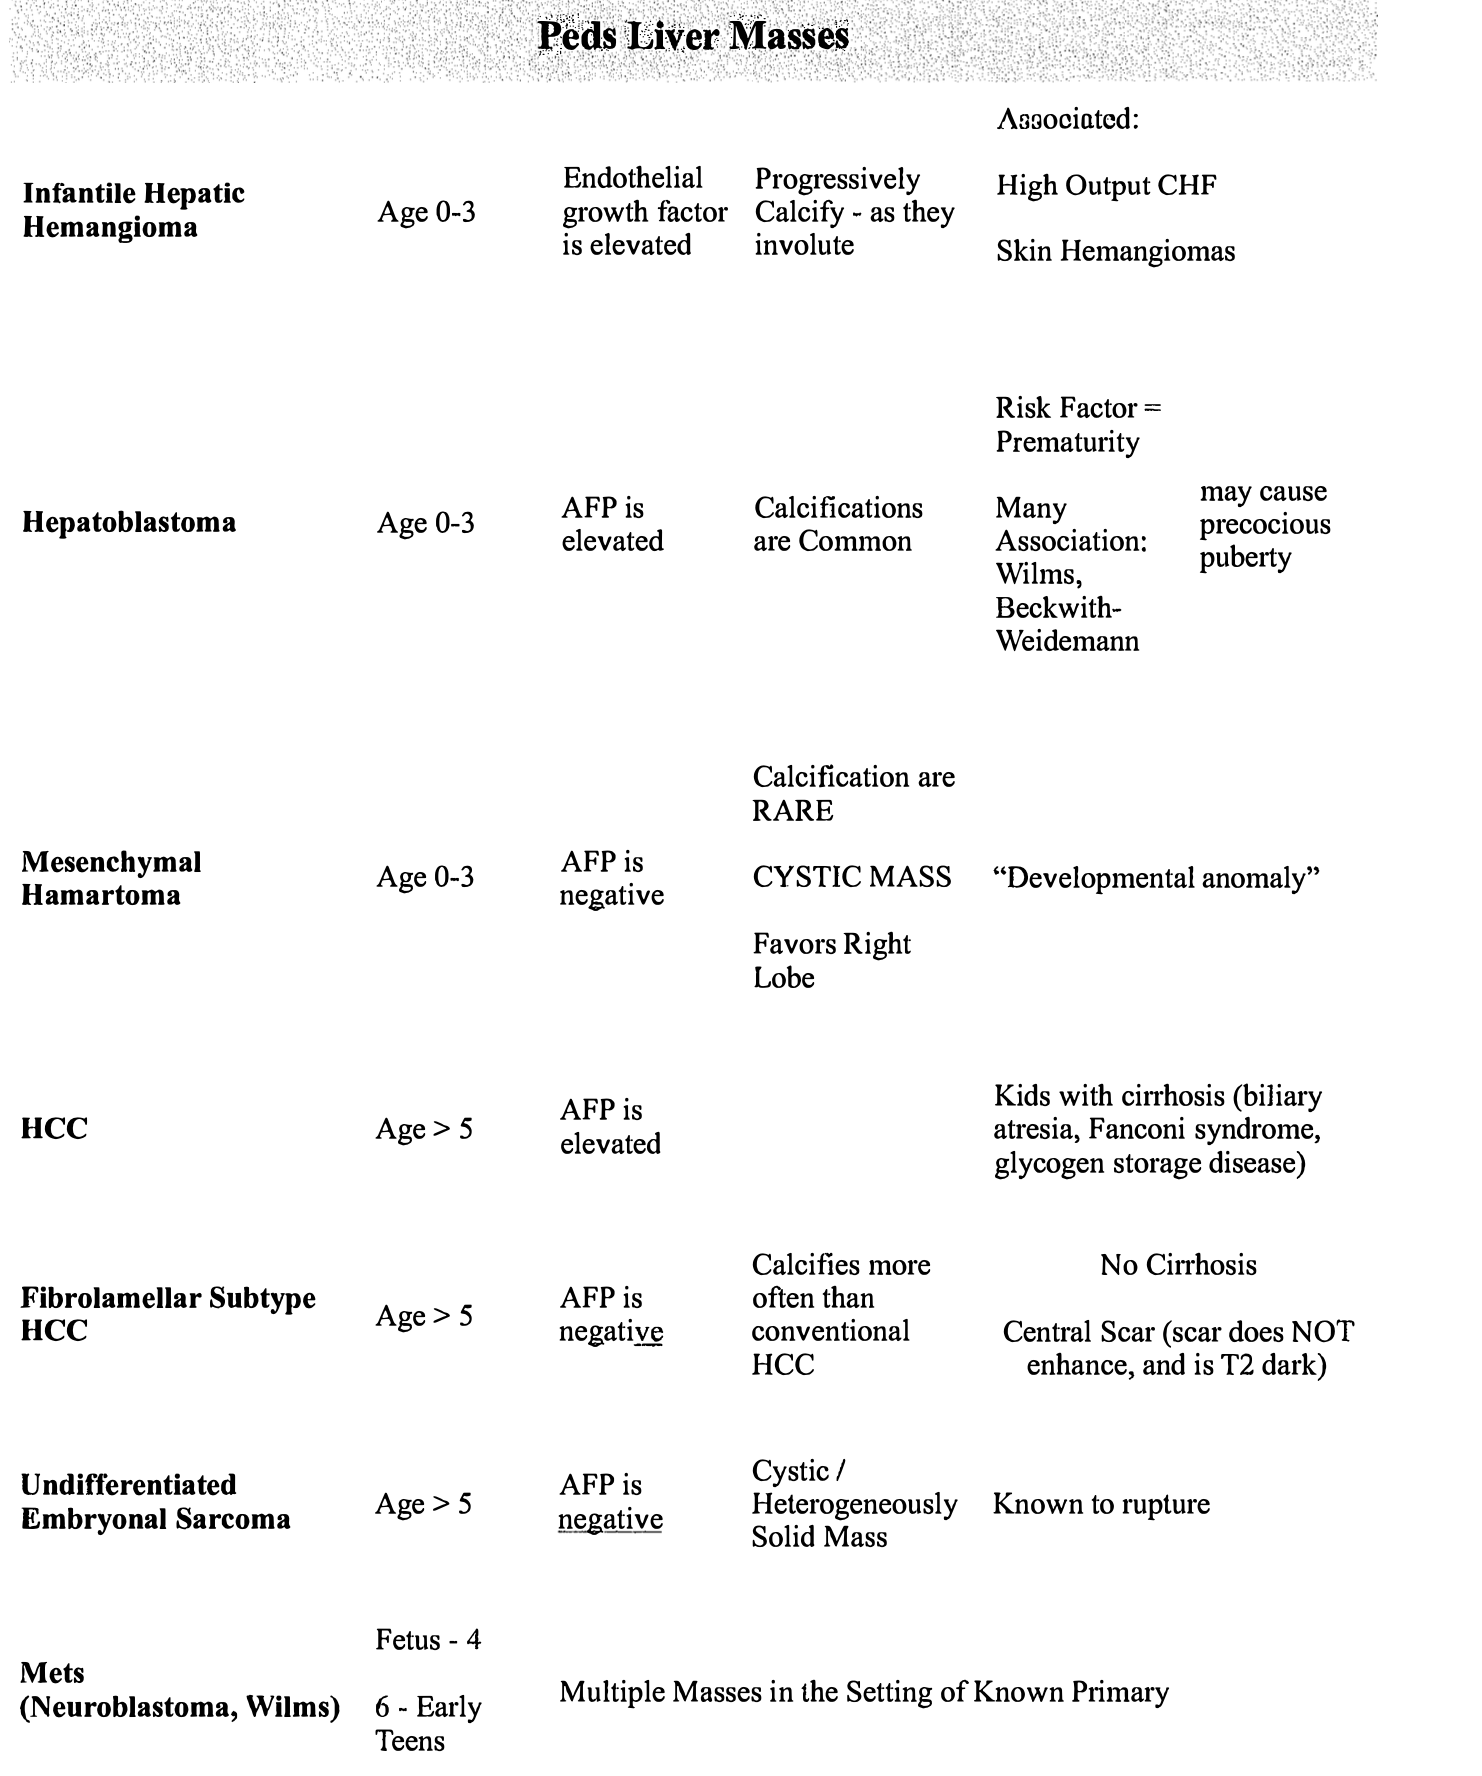 Peds Liver Masses
Infantile Hepatic
Hemangioma
Age 0-3
Endothelial
growth factor
is elevated
Progressively
Calcify - as they
involute
Associated:
High Output CHF
Skin Hemangiomas
Hepatoblastoma
Age 0-3
AFP is
elevated
Calcifications
are Common
Risk Factor =
Prematurity
Many
Association:
Wilms,
Beckwith-
Weidemann
may cause
precocious
puberty
Mesenchymal
Hamartoma
Age 0-3
AFP is
negative
Calcification are
RARE
CYSTIC MASS
Favors Right
Lobe
“Developmental anomaly”
HCC
Age > 5
AFP is
elevated
Kids with cirrhosis (biliary
atresia, Fanconi syndrome,
glycogen storage disease)
Fibrolamellar Subtype
HCC
Age > 5
AFP is
negative
Calcifies more
often than
conventional
HCC
No Cirrhosis
Central Scar (scar does NOT
enhance, and is T2 dark)
Undifferentiated
Embryonal Sarcoma
Age > 5
AFP is
negative
Cystic /
Heterogeneously
Solid Mass
Known to rupture
Mets
(Neuroblastoma, Wilms)
Fetus - 4
6 - Early
Teens
Multiple Masses in the Setting of Known Primary